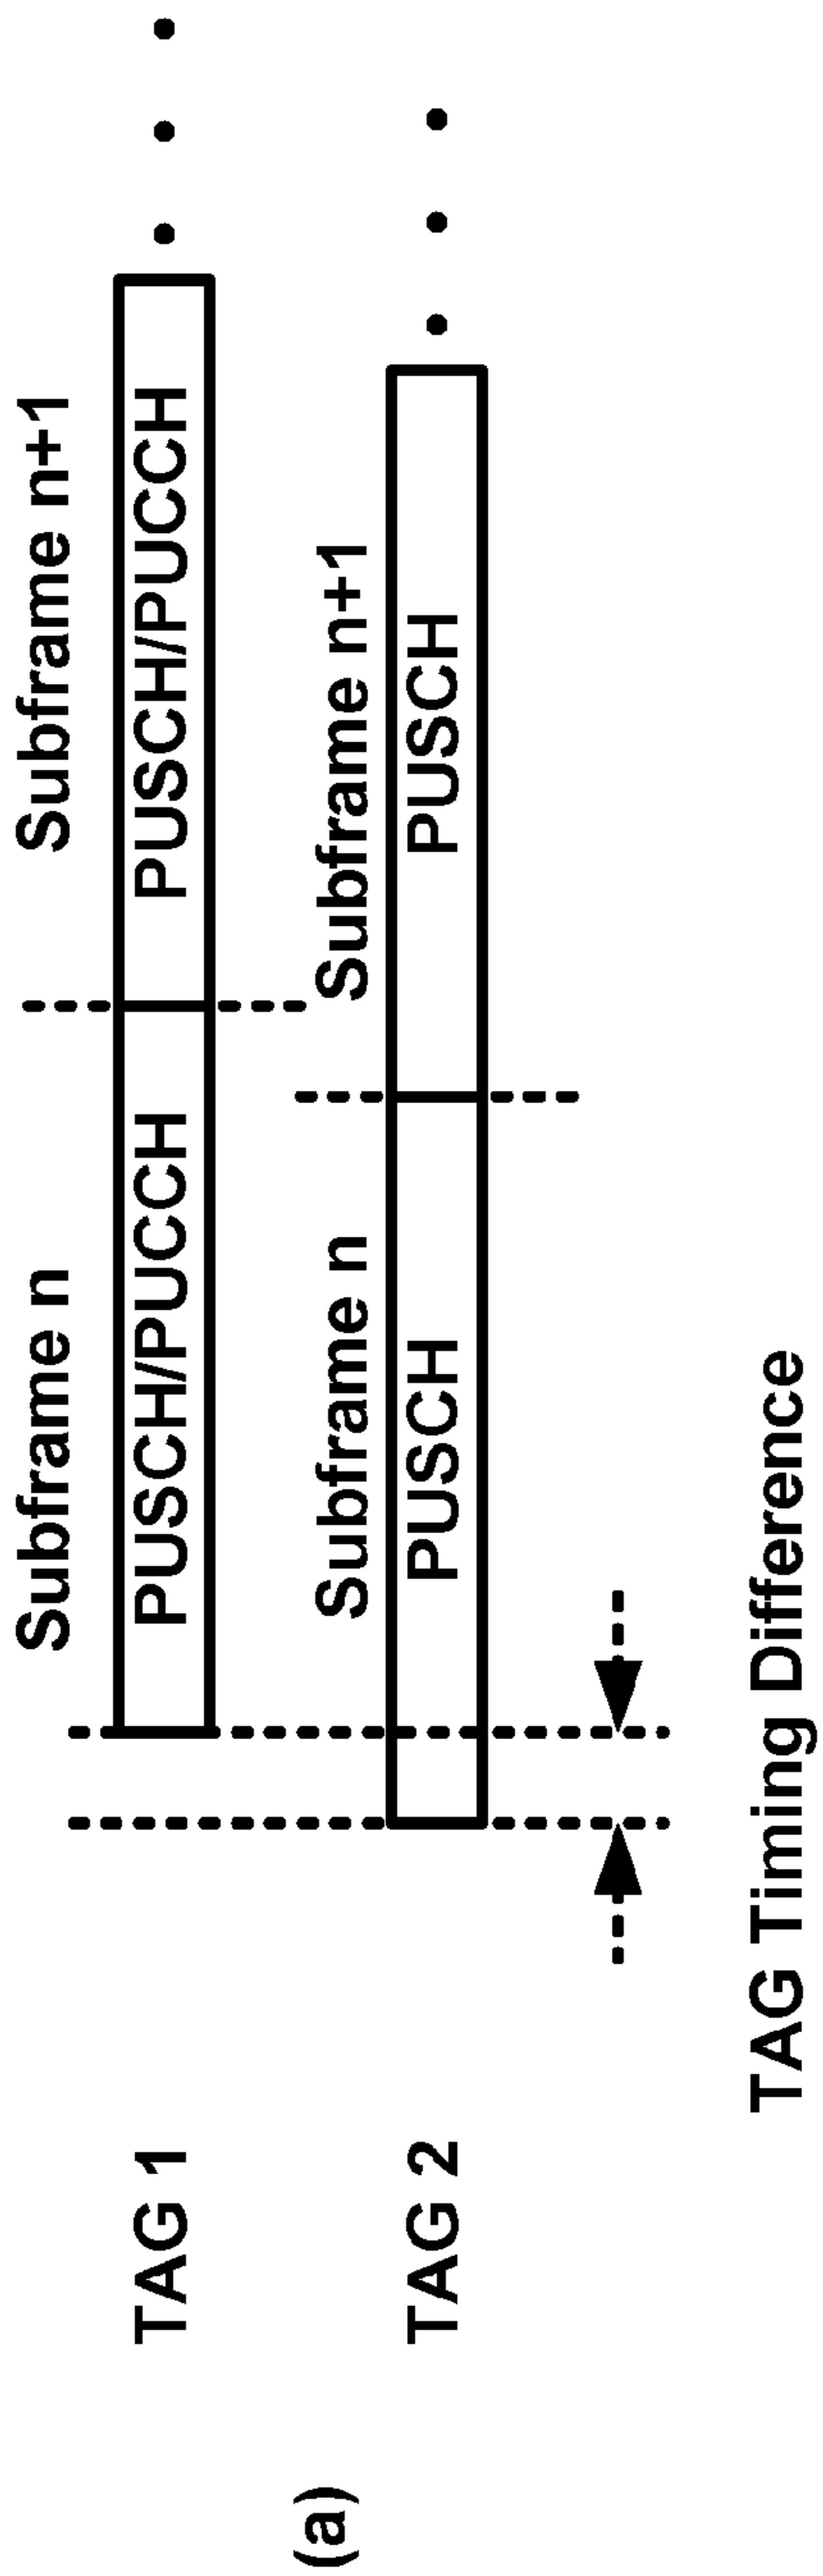 Subframe n Subframe n+1
TAG 1 PUSCH/PUCCH PUSCH/PUCCH
(a)
Subframe n Subframe n+1
TAG 2 PUSCH PUSCH
TAG Timing Difference